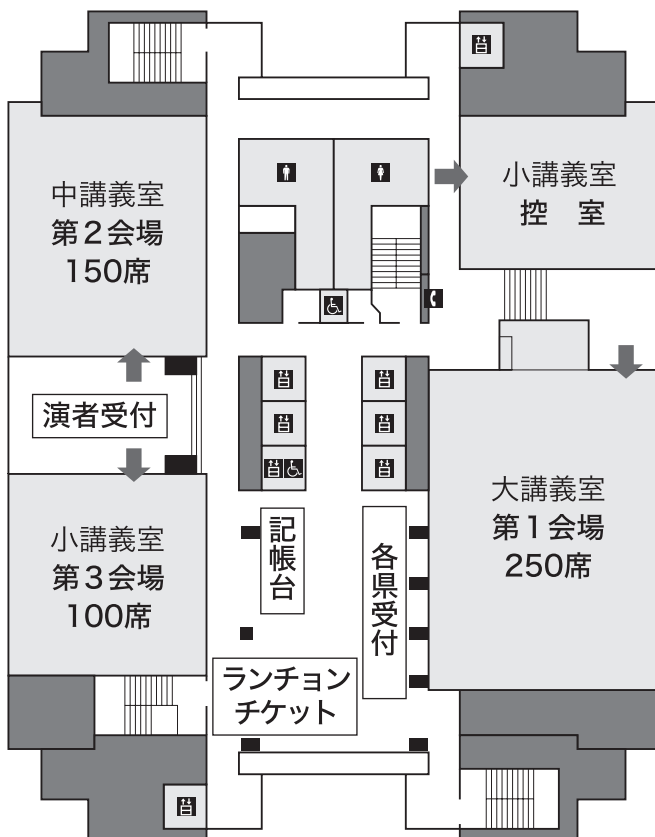 中講義室
第2会場
150席
小講義室
控 室
演者受付
大講義室
第1会場
250席
小講義室
第3会場
100席
記帳台
各県受付
ランチョン
チケット